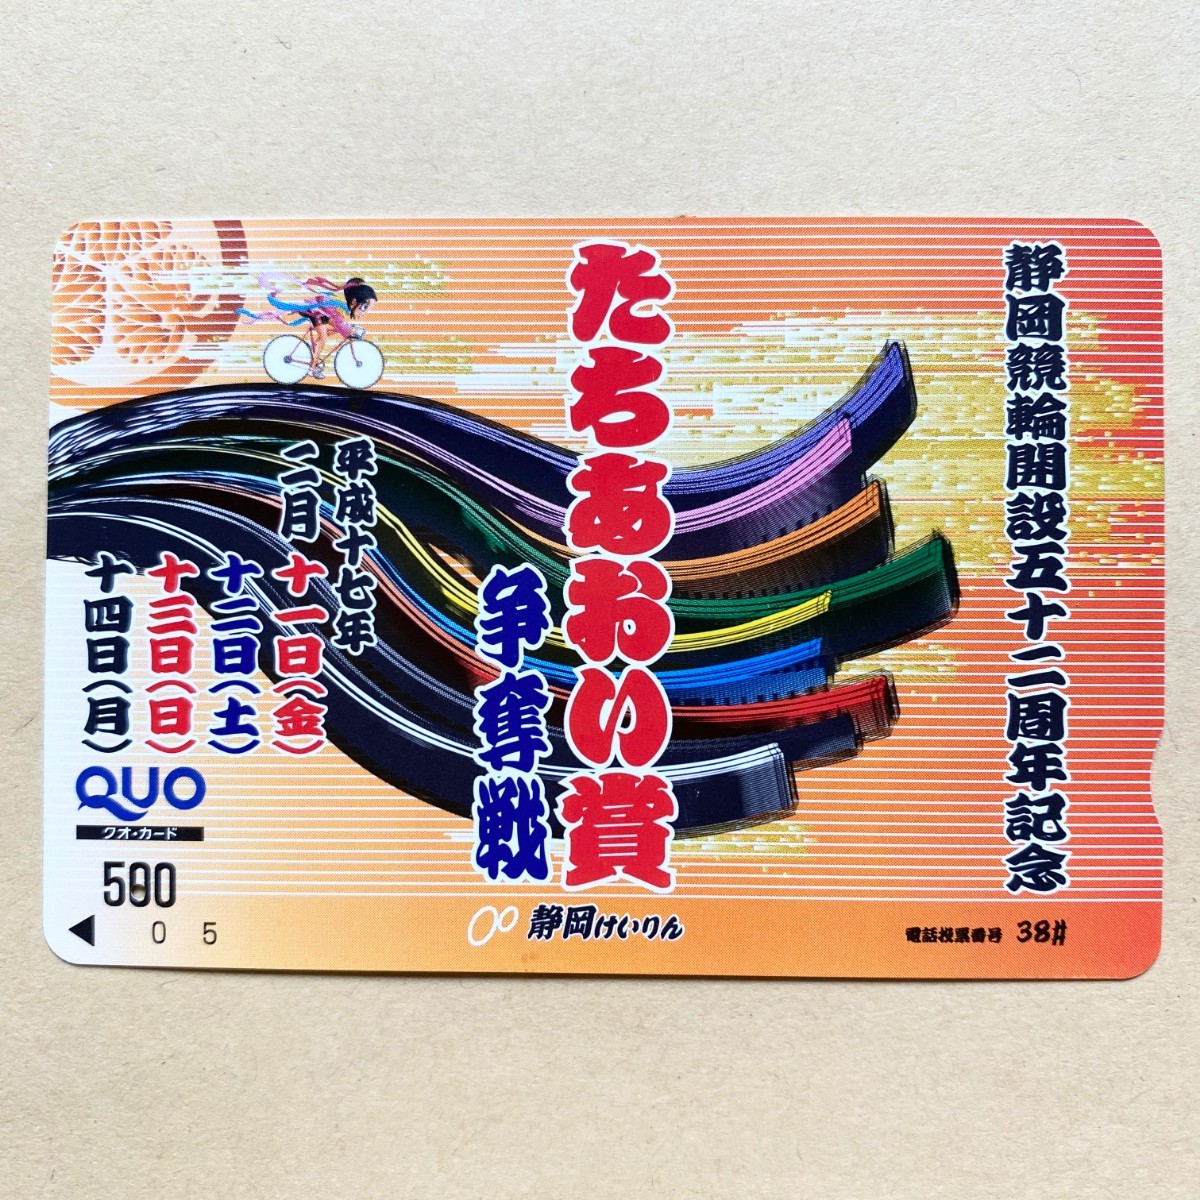 静岡競輪開設五十二周年記念
たちあおい賞
争奪戦
平成十七年
二月
十一日(金)
十二日(土)
十三日(日)
十四日(月)
QUO
クオ・カード
500
0 5
静岡けいりん
電話投票番号 38#